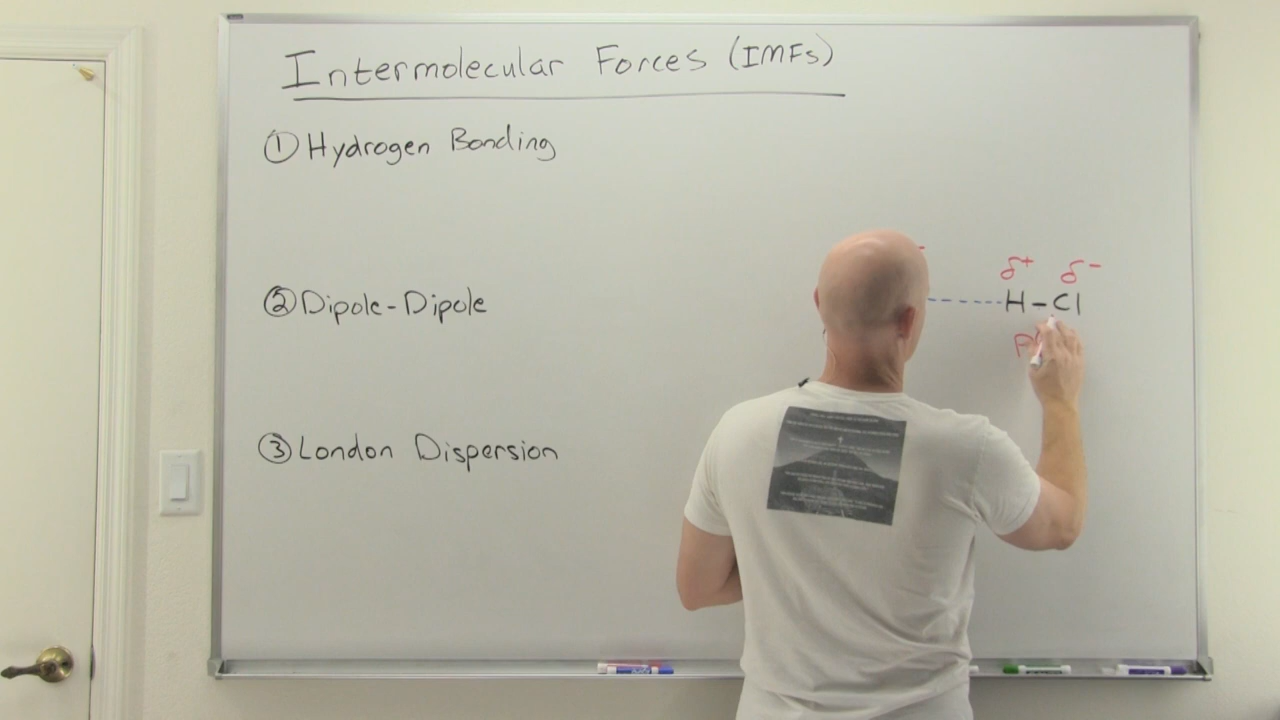 Intermolecular Forces (IMFs)
① Hydrogen Bonding
δ+ δ-
② Dipole-Dipole
H-Cl
③ London Dispersion